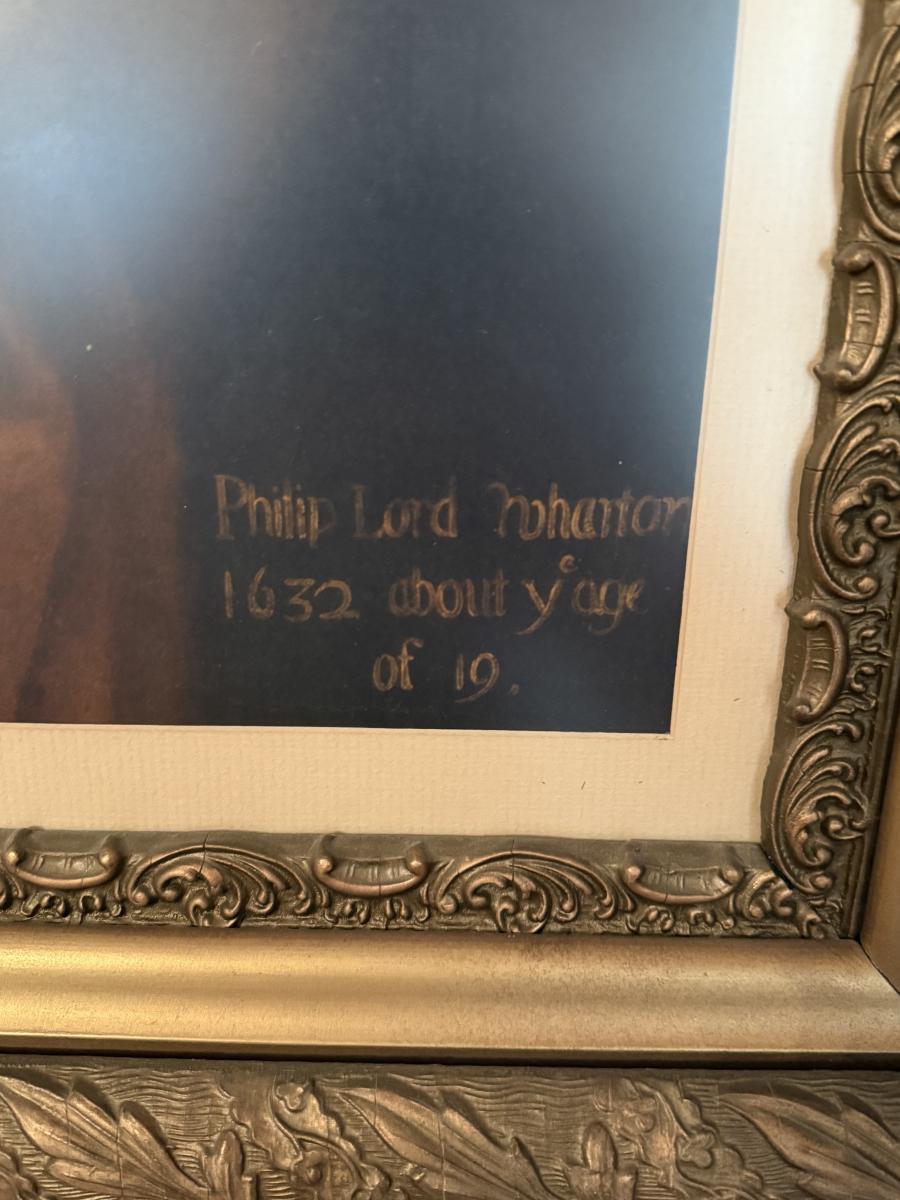 Philip Lord Wharton
1632 about yᵉ age
of 19.